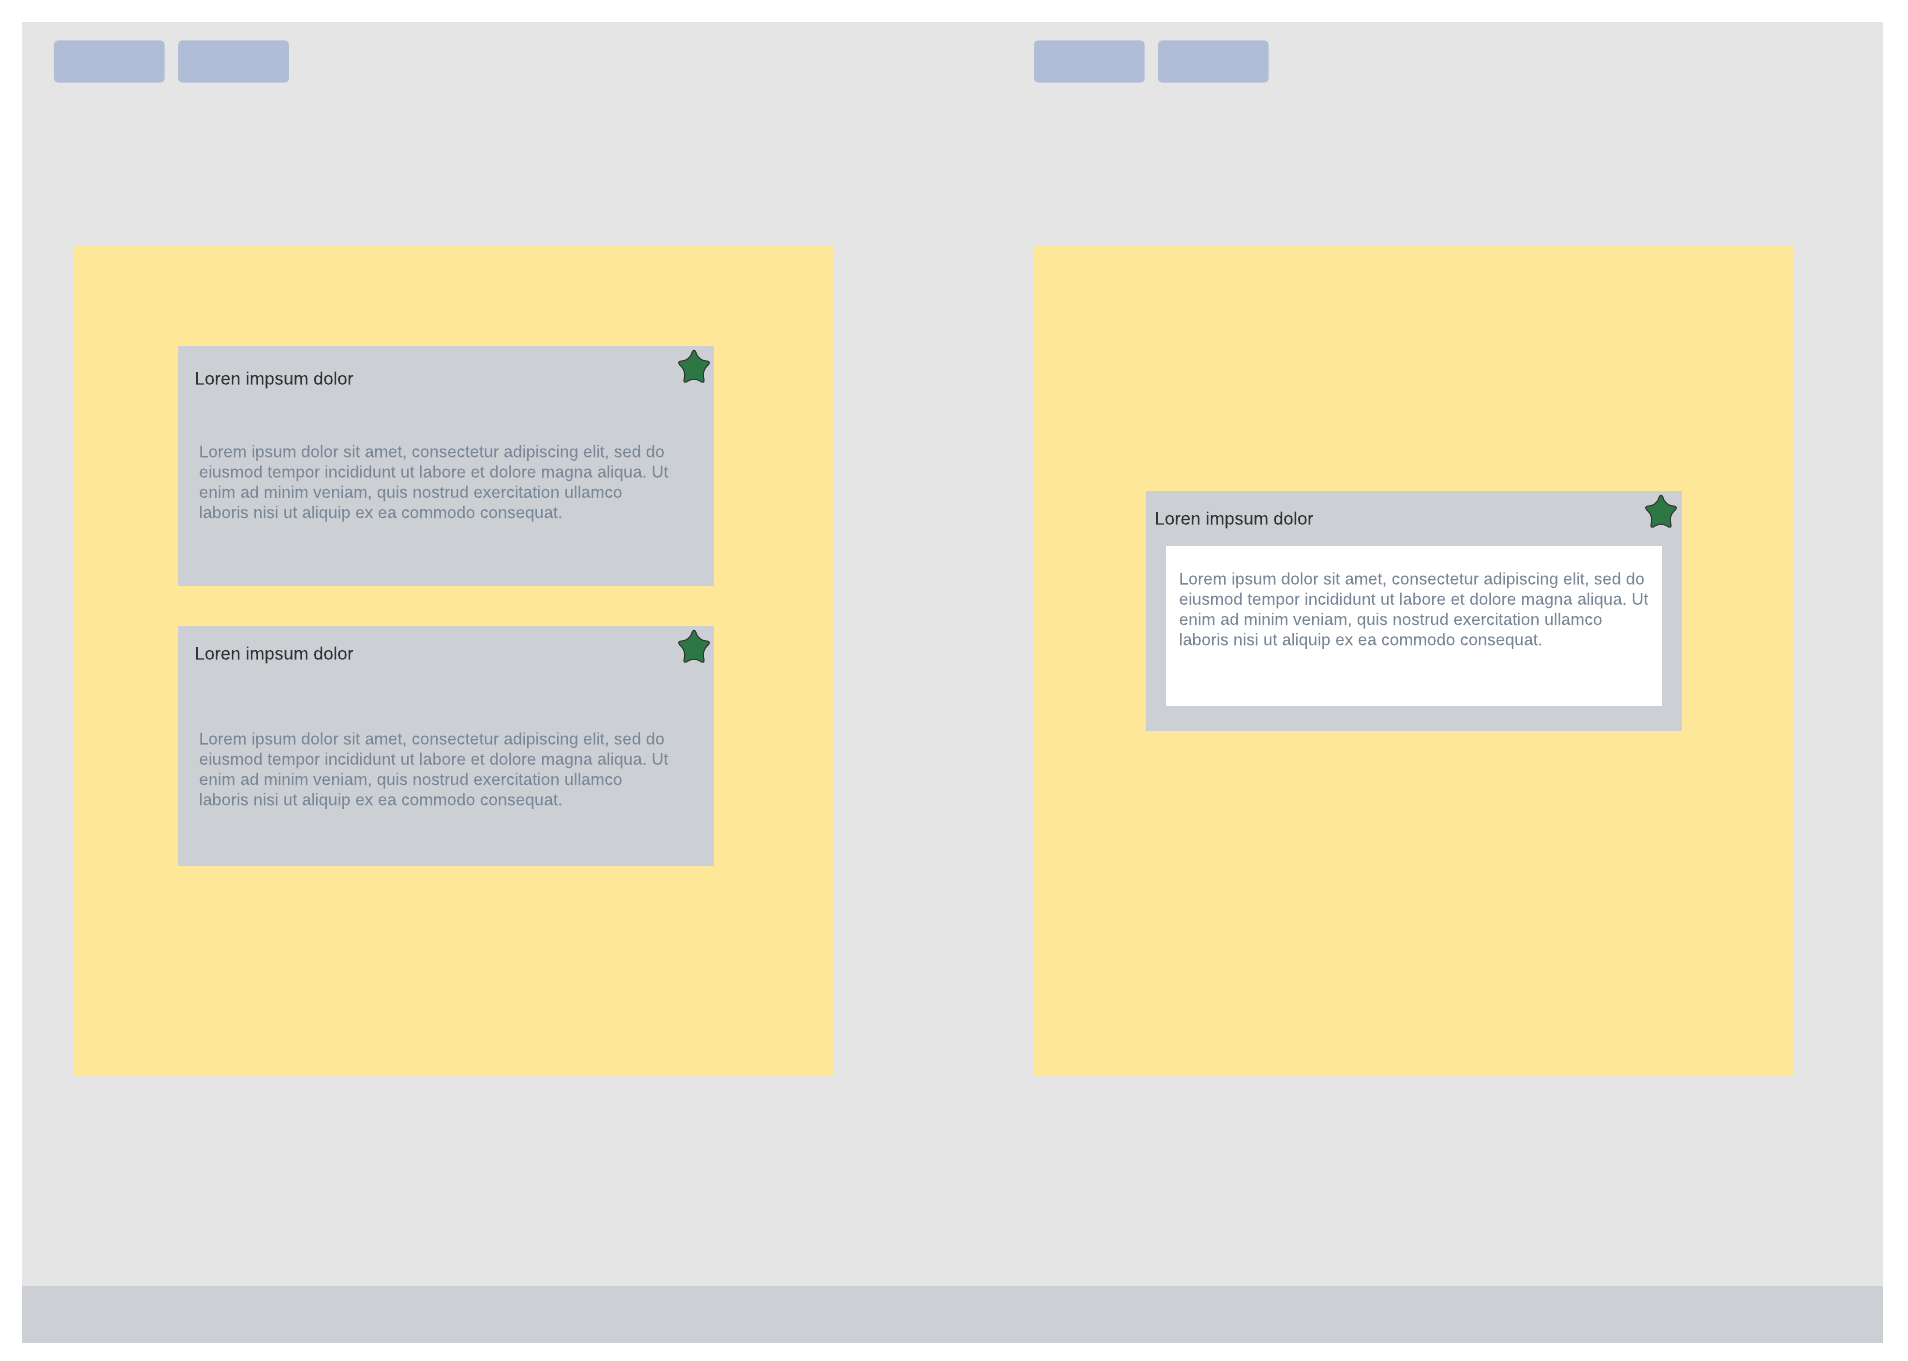 Loren impsum dolor
Lorem ipsum dolor sit amet, consectetur adipiscing elit, sed do
eiusmod tempor incididunt ut labore et dolore magna aliqua. Ut
enim ad minim veniam, quis nostrud exercitation ullamco
laboris nisi ut aliquip ex ea commodo consequat.
Loren impsum dolor
Lorem ipsum dolor sit amet, consectetur adipiscing elit, sed do
eiusmod tempor incididunt ut labore et dolore magna aliqua. Ut
enim ad minim veniam, quis nostrud exercitation ullamco
laboris nisi ut aliquip ex ea commodo consequat.
Loren impsum dolor
Lorem ipsum dolor sit amet, consectetur adipiscing elit, sed do
eiusmod tempor incididunt ut labore et dolore magna aliqua. Ut
enim ad minim veniam, quis nostrud exercitation ullamco
laboris nisi ut aliquip ex ea commodo consequat.